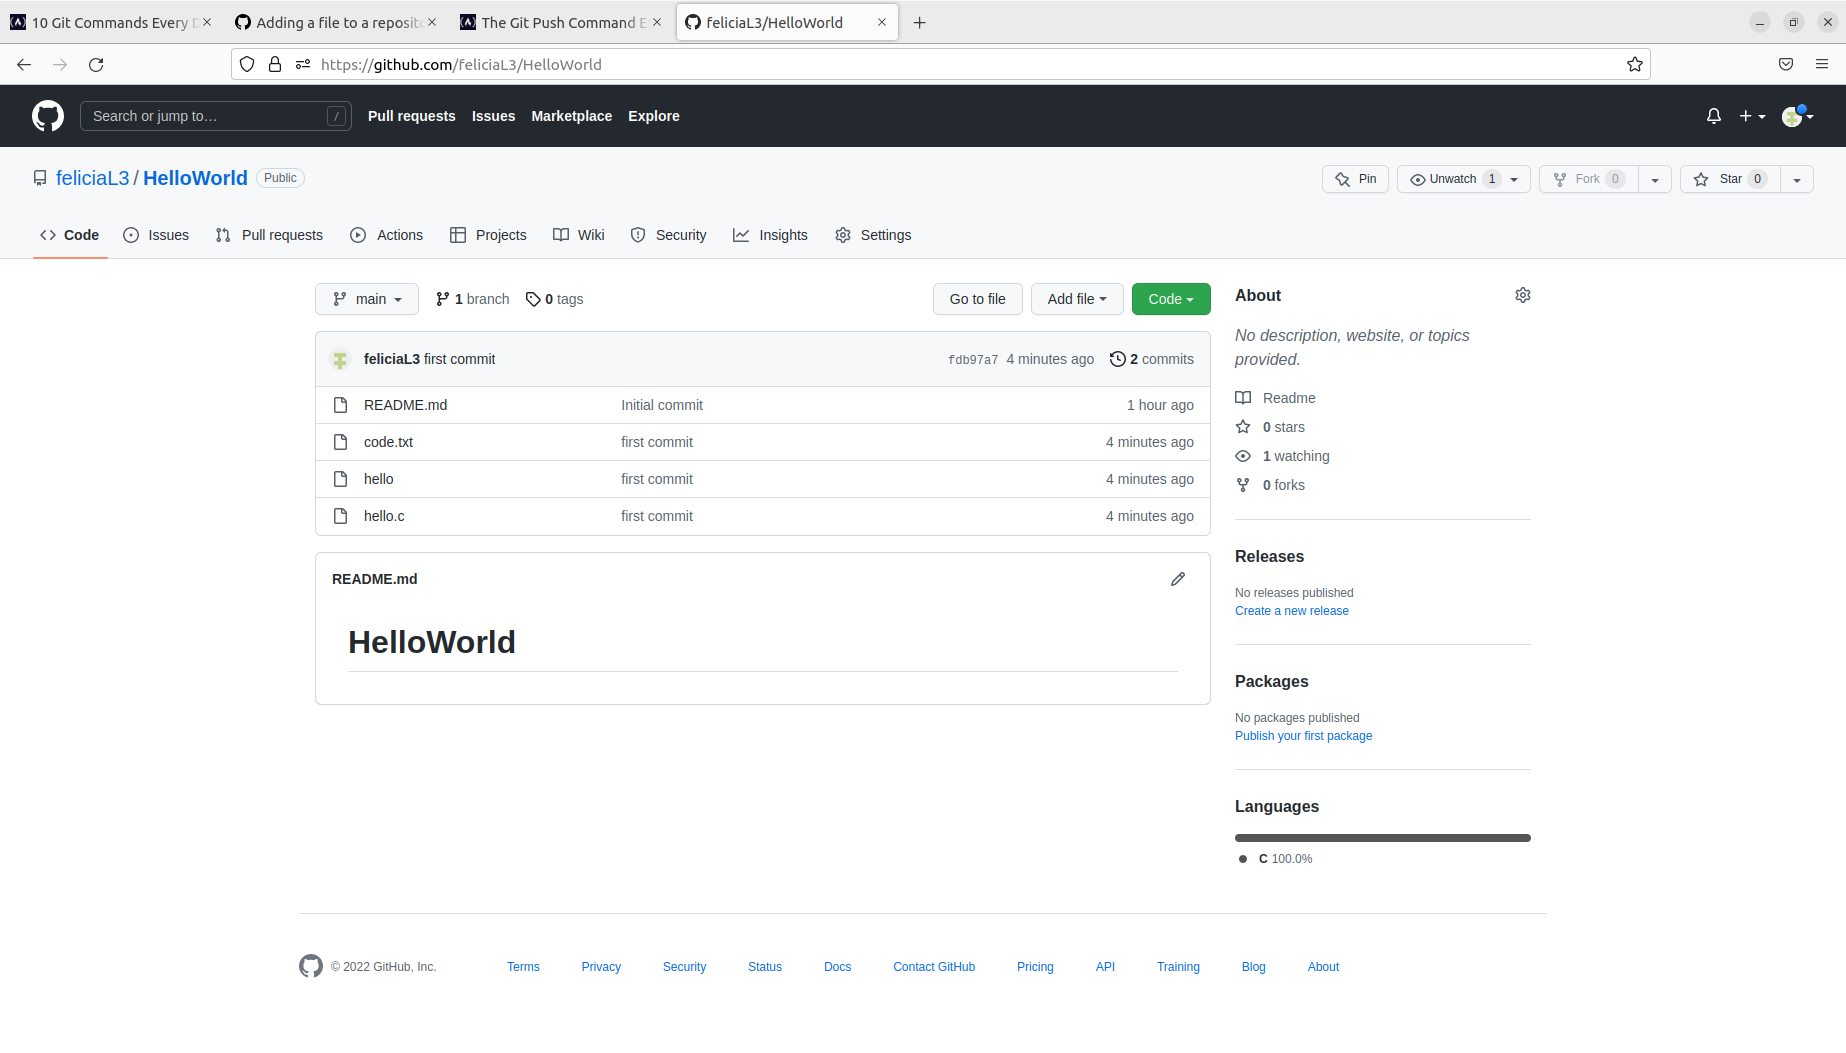 10 Git Commands Every D
Adding a file to a reposito
The Git Push Command E
feliciaL3/HelloWorld
https://github.com/feliciaL3/HelloWorld
Search or jump to… /
Pull requests Issues Marketplace Explore
feliciaL3 / HelloWorld Public
Pin Unwatch 1 Fork 0 Star 0
Code Issues Pull requests Actions Projects Wiki Security Insights Settings
main 1 branch 0 tags Go to file Add file Code
feliciaL3 first commit fdb97a7 4 minutes ago 2 commits
README.md Initial commit 1 hour ago
code.txt first commit 4 minutes ago
hello first commit 4 minutes ago
hello.c first commit 4 minutes ago
README.md
HelloWorld
About
No description, website, or topics
provided.
Readme
0 stars
1 watching
0 forks
Releases
No releases published
Create a new release
Packages
No packages published
Publish your first package
Languages
C 100.0%
© 2022 GitHub, Inc. Terms Privacy Security Status Docs Contact GitHub Pricing API Training Blog About